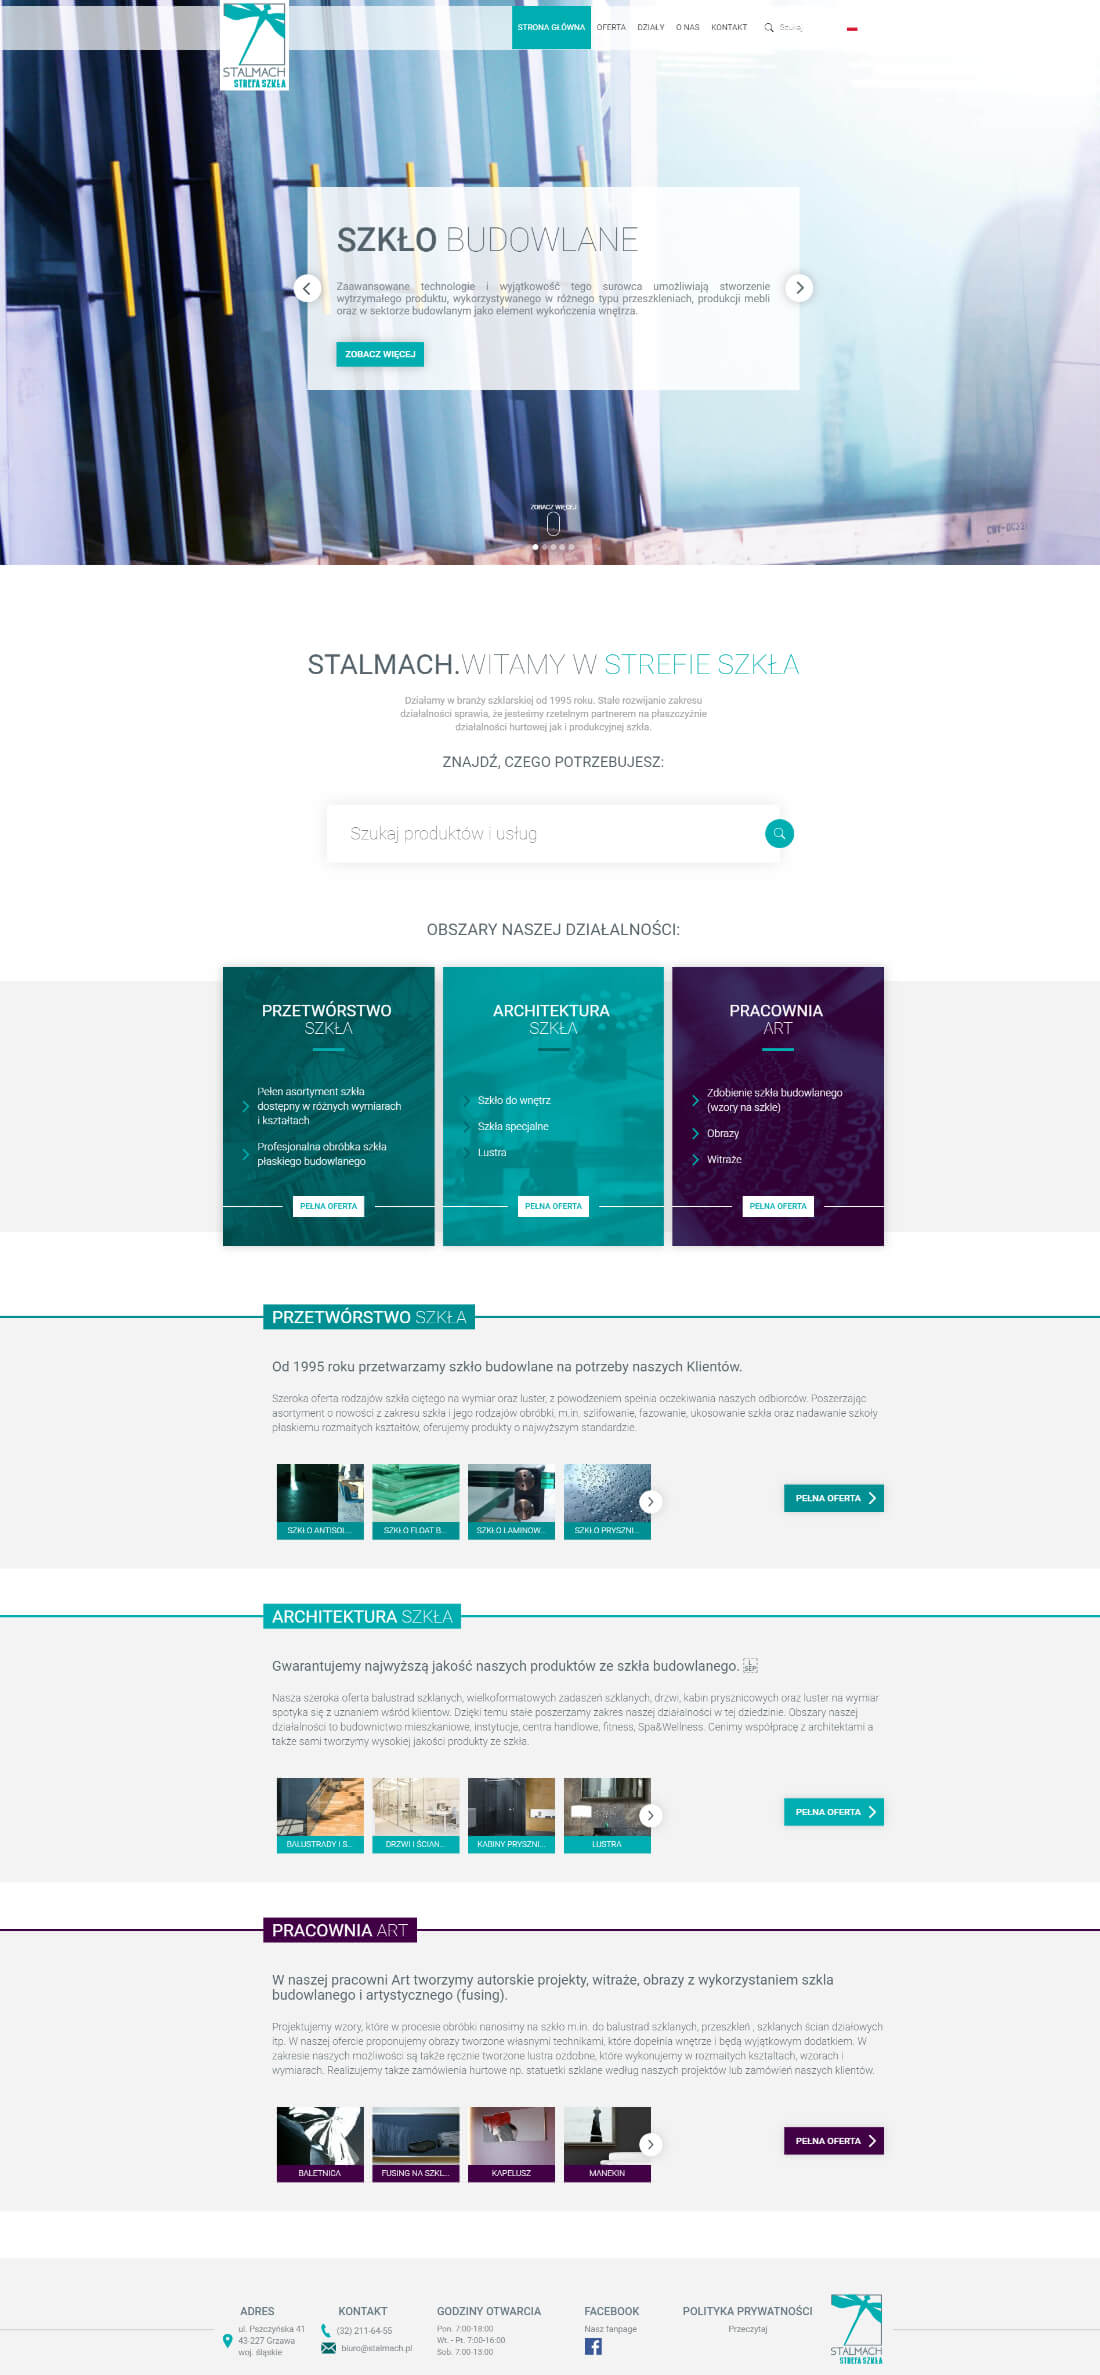 STALMACH
STREFA SZKŁA
STRONA GŁÓWNA OFERTA DZIAŁY O NAS KONTAKT Szukaj
SZKŁO BUDOWLANE
Zaawansowane technologie i wyjątkowość tego surowca umożliwiają stworzenie
wytrzymałego produktu, wykorzystywanego w różnego typu przeszkleniach, produkcji mebli
oraz w sektorze budowlanym jako element wykończenia wnętrza.
ZOBACZ WIĘCEJ
ZOBACZ WIĘCEJ
STALMACH.WITAMY W STREFIE SZKŁA
Działamy w branży szklarskiej od 1995 roku. Stałe rozwijanie zakresu
działalności sprawia, że jesteśmy rzetelnym partnerem na płaszczyźnie
działalności hurtowej jak i produkcyjnej szkła.
ZNAJDŹ, CZEGO POTRZEBUJESZ:
Szukaj produktów i usług
OBSZARY NASZEJ DZIAŁALNOŚCI:
PRZETWÓRSTWO
SZKŁA
Pełen asortyment szkła
dostępny w różnych wymiarach
i kształtach
Profesjonalna obróbka szkła
płaskiego budowlanego
PEŁNA OFERTA
ARCHITEKTURA
SZKŁA
Szkło do wnętrz
Szkła specjalne
Lustra
PEŁNA OFERTA
PRACOWNIA
ART
Zdobienie szkła budowlanego
(wzory na szkle)
Obrazy
Witraże
PEŁNA OFERTA
PRZETWÓRSTWO SZKŁA
Od 1995 roku przetwarzamy szkło budowlane na potrzeby naszych Klientów.
Szeroka oferta rodzajów szkła ciętego na wymiar oraz luster, z powodzeniem spełnia oczekiwania naszych odbiorców. Poszerzając
asortyment o nowości z zakresu szkła i jego rodzajów obróbki, m.in. szlifowanie, fazowanie, ukosowanie szkła oraz nadawanie szkoły
płaskiemu rozmaitych kształtów, oferujemy produkty o najwyższym standardzie.
SZKŁO ANTISOL... SZKŁO FLOAT B... SZKŁO LAMINOW... SZKŁO PRYSZNI...
PEŁNA OFERTA
ARCHITEKTURA SZKŁA
Gwarantujemy najwyższą jakość naszych produktów ze szkła budowlanego. L SEP
Nasza szeroka oferta balustrad szklanych, wielkoformatowych zadaszeń szklanych, drzwi, kabin prysznicowych oraz luster na wymiar
spotyka się z uznaniem wśród klientow. Dzięki temu stałe poszerzamy zakres naszej działalności w tej dziedzinie. Obszary naszej
działalności to budownictwo mieszkaniowe, instytucje, centra handlowe, fitness, Spa&Wellness. Cenimy współpracę z architektami a
także sami tworzymy wysokiej jakości produkty ze szkła.
BALUSTRADY I S... DRZWI I ŚCIAN... KABINY PRYSZNI... LUSTRA
PEŁNA OFERTA
PRACOWNIA ART
W naszej pracowni Art tworzymy autorskie projekty, witraże, obrazy z wykorzystaniem szkla
budowlanego i artystycznego (fusing).
Projektujemy wzory, które w procesie obróbki nanosimy na szkło m.in. do balustrad szklanych, przeszkleń , szklanych ścian działowych
itp. W naszej ofercie proponujemy obrazy tworzone własnymi technikami, które dopełnia wnętrze i będą wyjątkowym dodatkiem. W
zakresie naszych możliwości są także ręcznie tworzone lustra ozdobne, które wykonujemy w rozmaitych ksztaltach, wzorach i
wymiarach. Realizujemy takze zamówienia hurtowe np. statuetki szklane według naszych projektów lub zamówień naszych klientów.
BALETNICA FUSING NA SZKL... KAPELUSZ MANEKIN
PEŁNA OFERTA
ADRES
ul. Pszczyńska 41
43-227 Grzawa
woj. śląskie
KONTAKT
(32) 211-64-55
biuro@stalmach.pl
GODZINY OTWARCIA
Pon. 7:00-18:00
Wt. - Pt. 7:00-16:00
Sob. 7:00-13:00
FACEBOOK
Nasz fanpage
POLITYKA PRYWATNOŚCI
Przeczytaj
STALMACH
STREFA SZKŁA